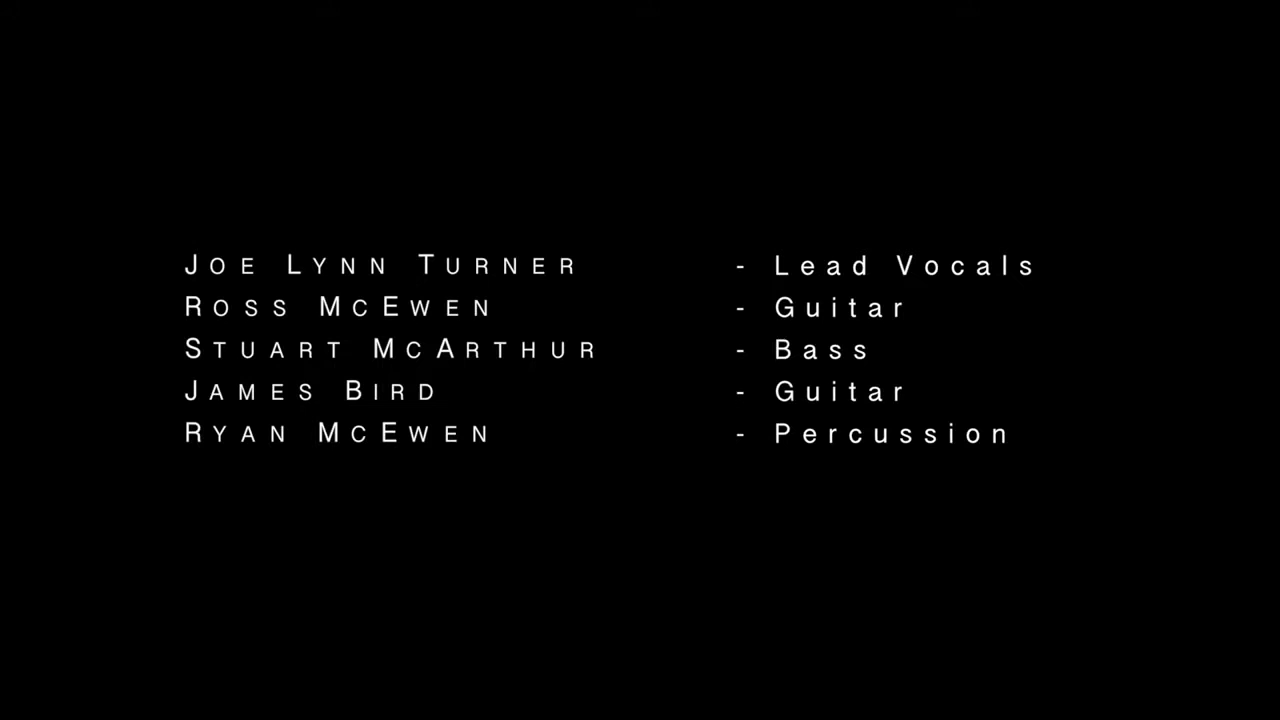 Joe Lynn Turner - Lead Vocals
Ross McEwen - Guitar
Stuart McArthur - Bass
James Bird - Guitar
Ryan McEwen - Percussion